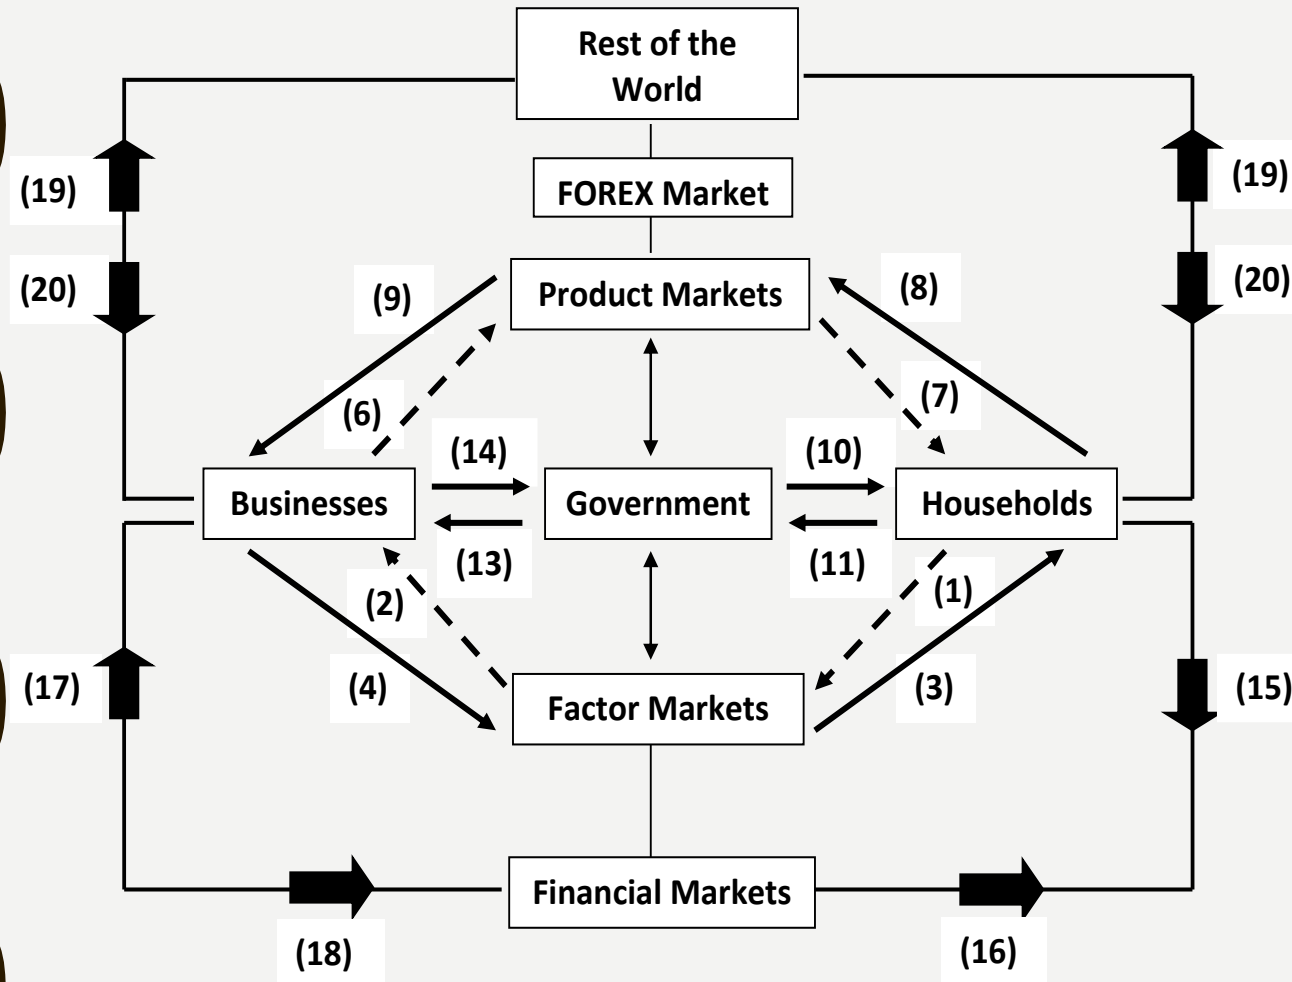 Rest of the
World
(19)
(19)
FOREX Market
(20)
(9)
Product Markets
(8)
(20)
(6)
(7)
(14)
(10)
Businesses
Government
Households
(13)
(11)
(2)
(1)
(17)
(4)
Factor Markets
(3)
(15)
Financial Markets
(18)
(16)